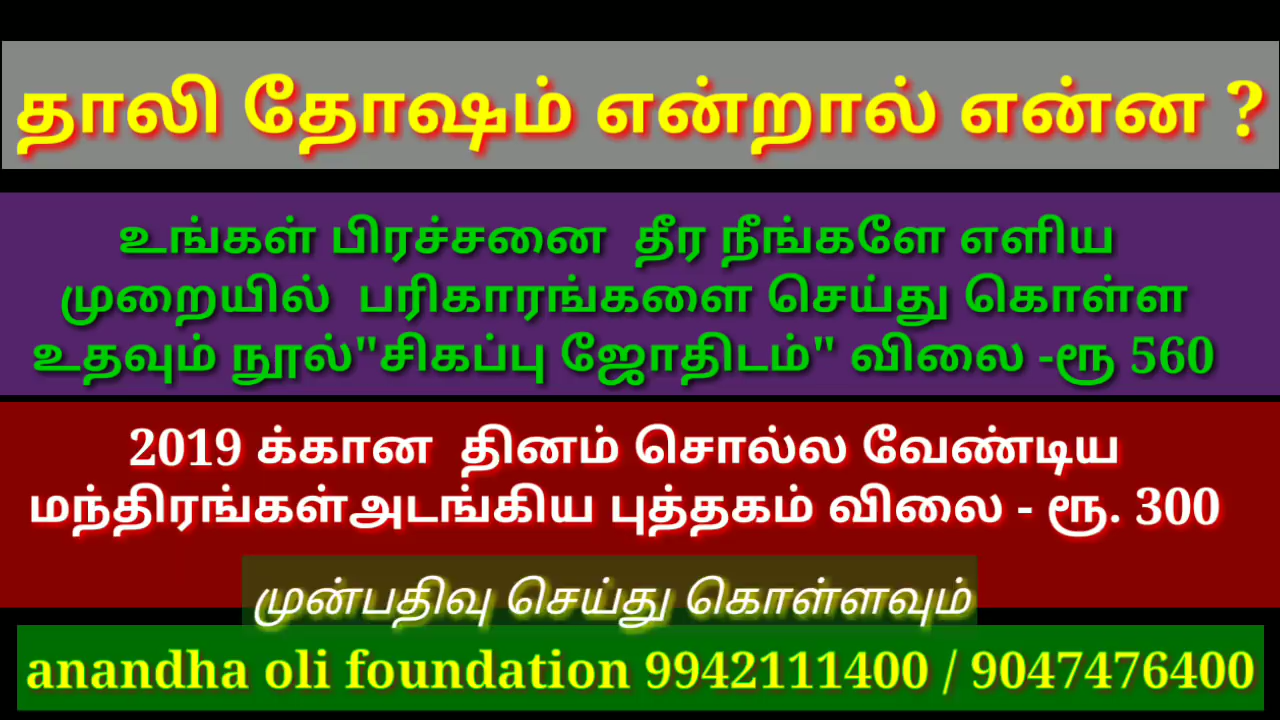 தாலி தோஷம் என்றால் என்ன ?
உங்கள் பிரச்சனை தீர நீங்களே எளிய
முறையில் பரிகாரங்களை செய்து கொள்ள
உதவும் நூல்"சிகப்பு ஜோதிடம்" விலை -ரூ 560
2019 க்கான தினம் சொல்ல வேண்டிய
மந்திரங்கள்அடங்கிய புத்தகம் விலை - ரூ. 300
முன்பதிவு செய்து கொள்ளவும்
anandha oli foundation 9942111400 / 9047476400